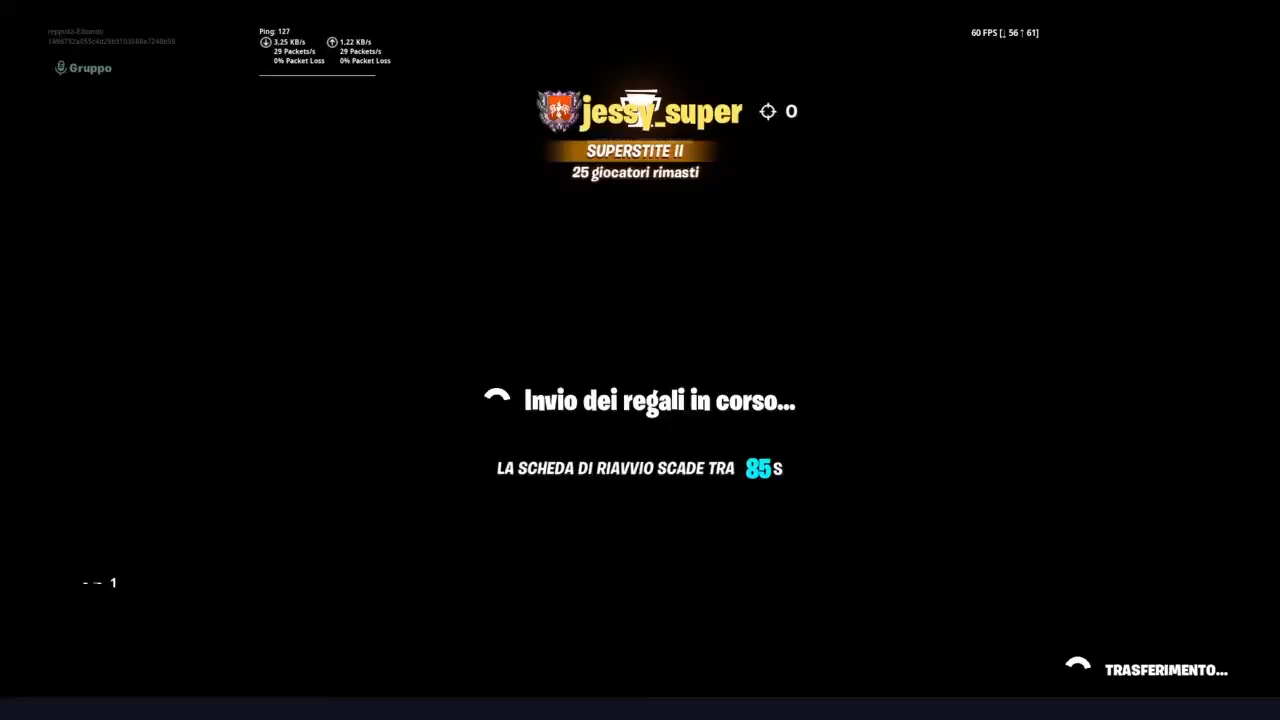 Ping: 127
3,25 KB/s 1,22 KB/s
29 Packets/s 29 Packets/s
0% Packet Loss 0% Packet Loss
60 FPS [↓ 56 ↑ 61]
Gruppo
jessy_super 0
SUPERSTITE II
25 giocatori rimasti
Invio dei regali in corso...
LA SCHEDA DI RIAVVIO SCADE TRA 85 S
-- 1
TRASFERIMENTO...